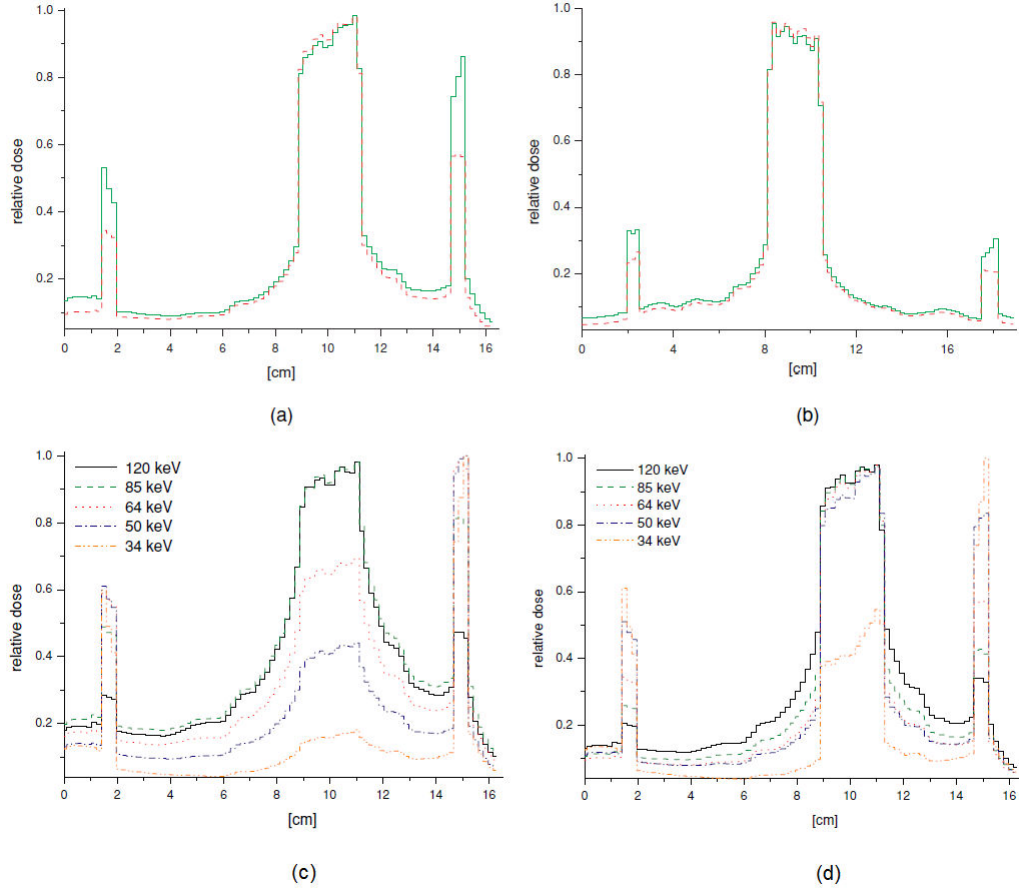 1.0
0.8
0.6
0.4
0.2
relative dose
0 2 4 6 8 10 12 14 16
[cm]
(a)
1.0
0.8
0.6
0.4
0.2
relative dose
0 4 8 12 16
[cm]
(b)
1.0
0.8
0.6
0.4
0.2
relative dose
120 keV
85 keV
64 keV
50 keV
34 keV
0 2 4 6 8 10 12 14 16
[cm]
(c)
1.0
0.8
0.6
0.4
0.2
relative dose
120 keV
85 keV
64 keV
50 keV
34 keV
0 2 4 6 8 10 12 14 16
[cm]
(d)